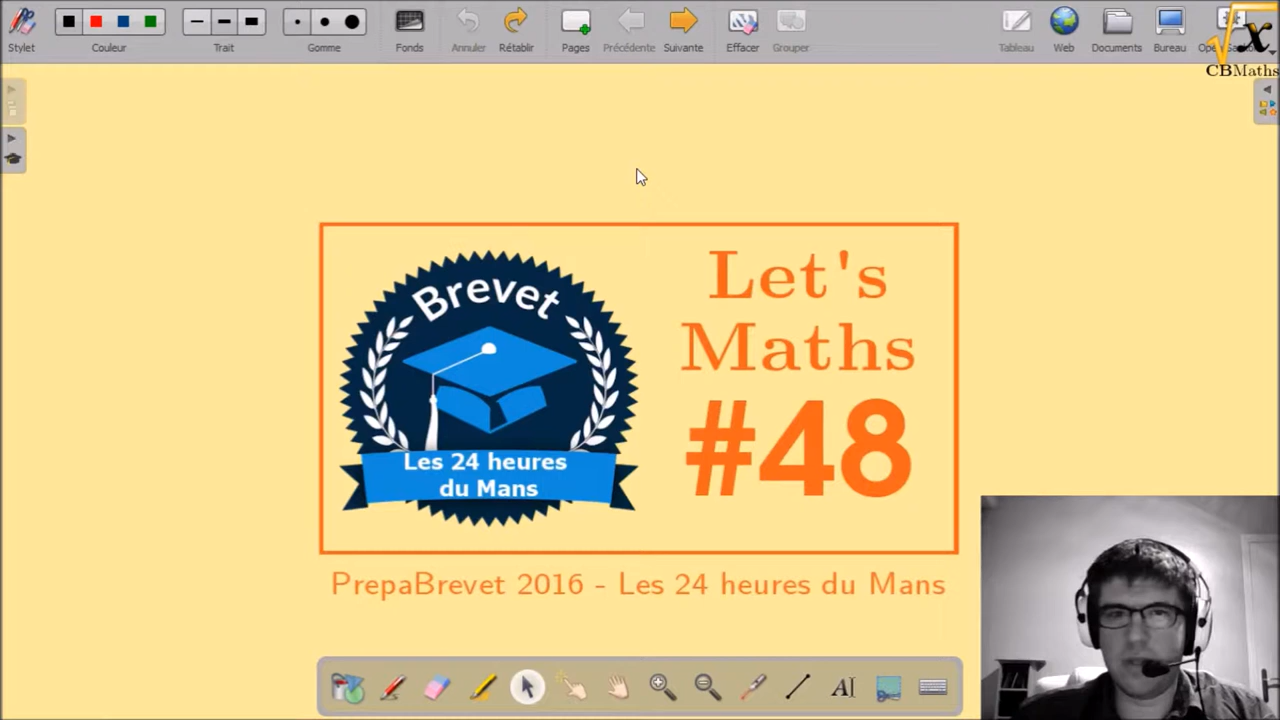 Stylet
Couleur
Trait
Gomme
Fonds
Annuler
Rétablir
Pages
Précédente
Suivante
Effacer
Grouper
Tableau
Web
Documents
Bureau
√x
CBMaths
Brevet
Les 24 heures
du Mans
Let's
Maths
#48
PrepaBrevet 2016 - Les 24 heures du Mans
AI